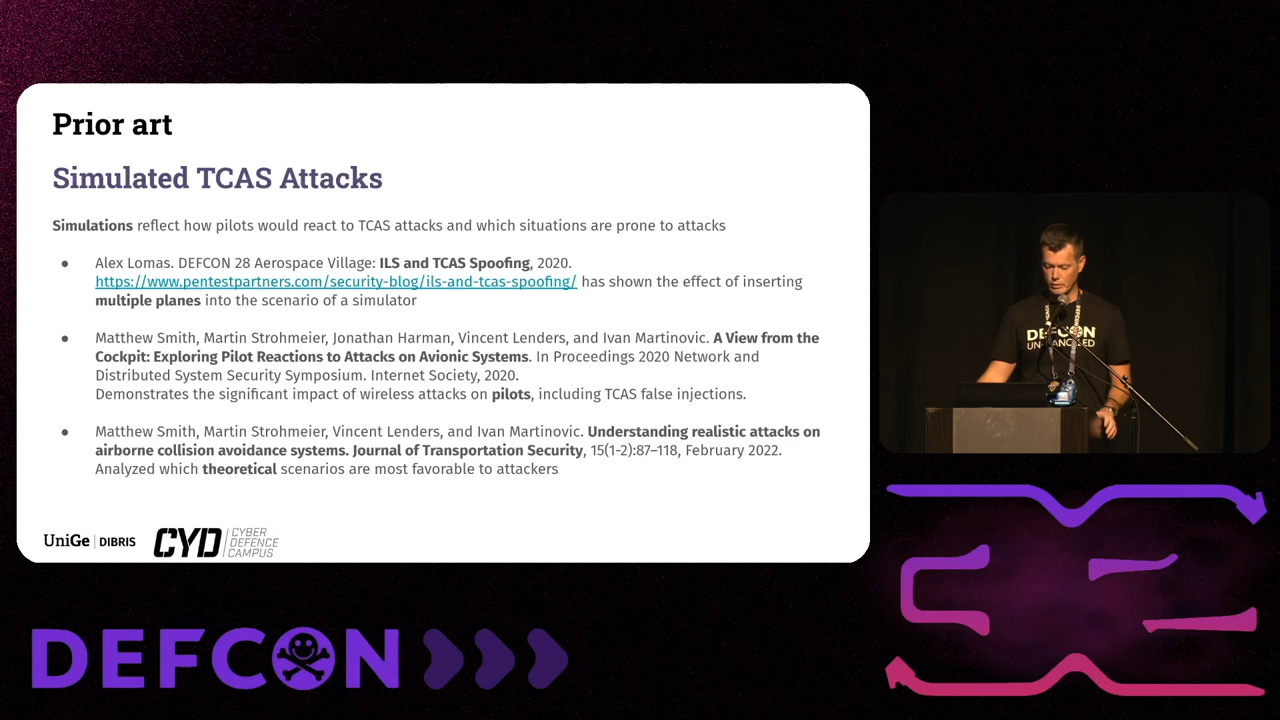 Prior art
Simulated TCAS Attacks
Simulations reflect how pilots would react to TCAS attacks and which situations are prone to attacks
● Alex Lomas. DEFCON 28 Aerospace Village: ILS and TCAS Spoofing, 2020.
https://www.pentestpartners.com/security-blog/ils-and-tcas-spoofing/ has shown the effect of inserting
multiple planes into the scenario of a simulator
● Matthew Smith, Martin Strohmeier, Jonathan Harman, Vincent Lenders, and Ivan Martinovic. A View from the
Cockpit: Exploring Pilot Reactions to Attacks on Avionic Systems. In Proceedings 2020 Network and
Distributed System Security Symposium. Internet Society, 2020.
Demonstrates the significant impact of wireless attacks on pilots, including TCAS false injections.
● Matthew Smith, Martin Strohmeier, Vincent Lenders, and Ivan Martinovic. Understanding realistic attacks on
airborne collision avoidance systems. Journal of Transportation Security, 15(1-2):87–118, February 2022.
Analyzed which theoretical scenarios are most favorable to attackers
UniGe | DIBRIS
CYD CYBER
DEFENCE
CAMPUS
DEFCON
DEFCON